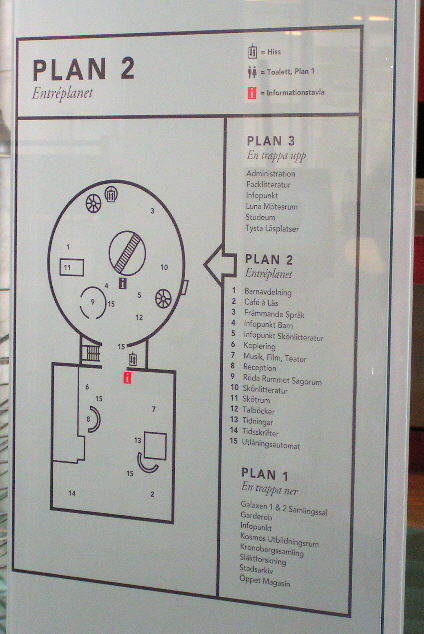 PLAN 2
Entréplanet
= Hiss
= Toalett, Plan 1
i = Informationstavla
3
1
11
10
4
i
9
15
5
12
15
i
6
15
8
7
13
15
14
2
PLAN 3
En trappa upp
Administration
Facklitteratur
Infopunkt
Luna Mötesrum
Studeum
Tysta Läsplatser
PLAN 2
Entréplanet
1 Barnavdelning
2 Café à Läs
3 Främmande Språk
4 Infopunkt Barn
5 Infopunkt Skönlitteratur
6 Kopiering
7 Musik, Film, Teater
8 Reception
9 Röda Rummet Sagorum
10 Skönlitteratur
11 Skötrum
12 Talböcker
13 Tidningar
14 Tidsskrifter
15 Utlåningsautomat
PLAN 1
En trappa ner
Galaxen 1 & 2 Samlingssal
Garderob
Infopunkt
Kosmos Utbildningsrum
Kronobergssamling
Släktforskning
Stadsarkiv
Öppet Magasin